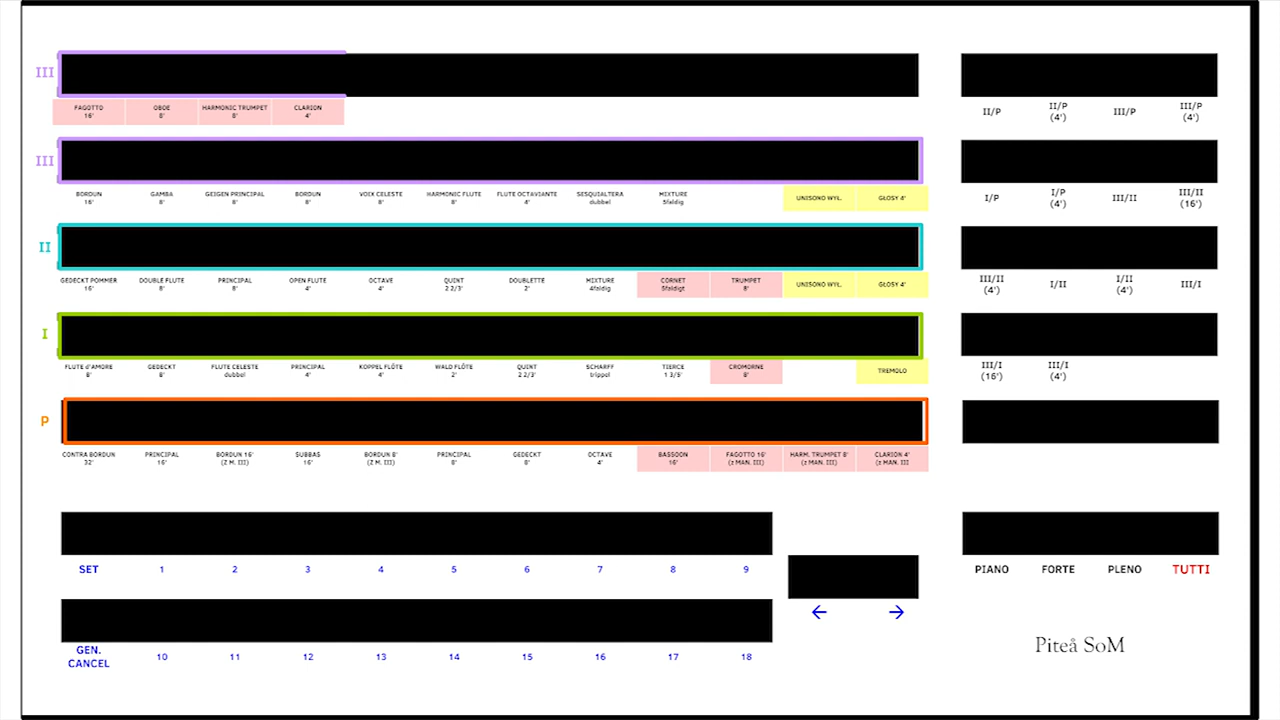 III
FAGOTTO 16' OBOE 8' HARMONIC TRUMPET 8' CLARION 4'
II/P II/P (4') III/P III/P (4')
III
BORDUN 16' GAMBA 8' GEIGEN PRINCIPAL 8' BORDUN 8' VOIX CELESTE 8' HARMONIC FLUTE 8' FLUTE OCTAVIANTE 4' SESQUIALTERA dubbel MIXTURE 5faldig UNISONO WYŁ. GŁOSY 4'
I/P I/P (4') III/II III/II (16')
II
GEDECKT POMMER 16' DOUBLE FLUTE 8' PRINCIPAL 8' OPEN FLUTE 4' OCTAVE 4' QUINT 2 2/3' DOUBLETTE 2' MIXTURE 4faldig CORNET 5faldigt TRUMPET 8' UNISONO WYŁ. GŁOSY 4'
III/II (4') I/II I/II (4') III/I
I
FLUTE d'AMORE 8' GEDECKT 8' FLUTE CELESTE dubbel PRINCIPAL 4' KOPPEL FLÖTE 4' WALD FLÖTE 2' QUINT 2 2/3' SCHARFF trippel TIERCE 1 3/5' CROMORNE 8' TREMOLO
III/I (16') III/I (4')
P
CONTRA BORDUN 32' PRINCIPAL 16' BORDUN 16' (Z M. III) SUBBAS 16' BORDUN 8' (Z M. III) PRINCIPAL 8' GEDECKT 8' OCTAVE 4' BASSOON 16' FAGOTTO 16' (z MAN. III) HARM. TRUMPET 8' (z MAN. III) CLARION 4' (z MAN. III
SET 1 2 3 4 5 6 7 8 9
← →
PIANO FORTE PLENO TUTTI
GEN. CANCEL 10 11 12 13 14 15 16 17 18
Piteå SoM